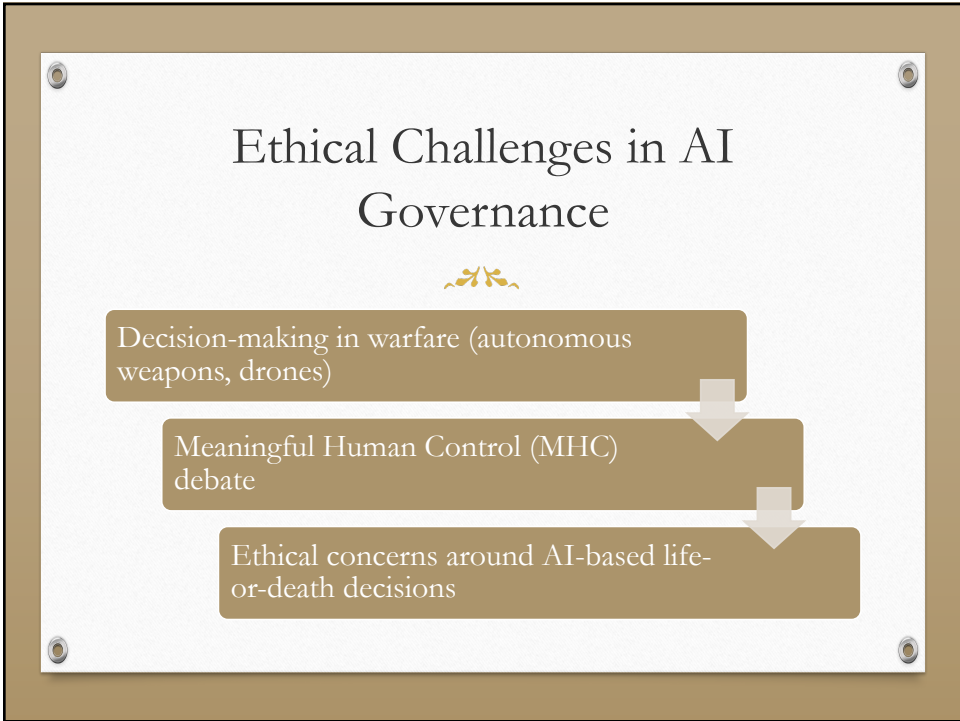 Ethical Challenges in AI
Governance
Decision-making in warfare (autonomous
weapons, drones)
Meaningful Human Control (MHC)
debate
Ethical concerns around AI-based life-
or-death decisions